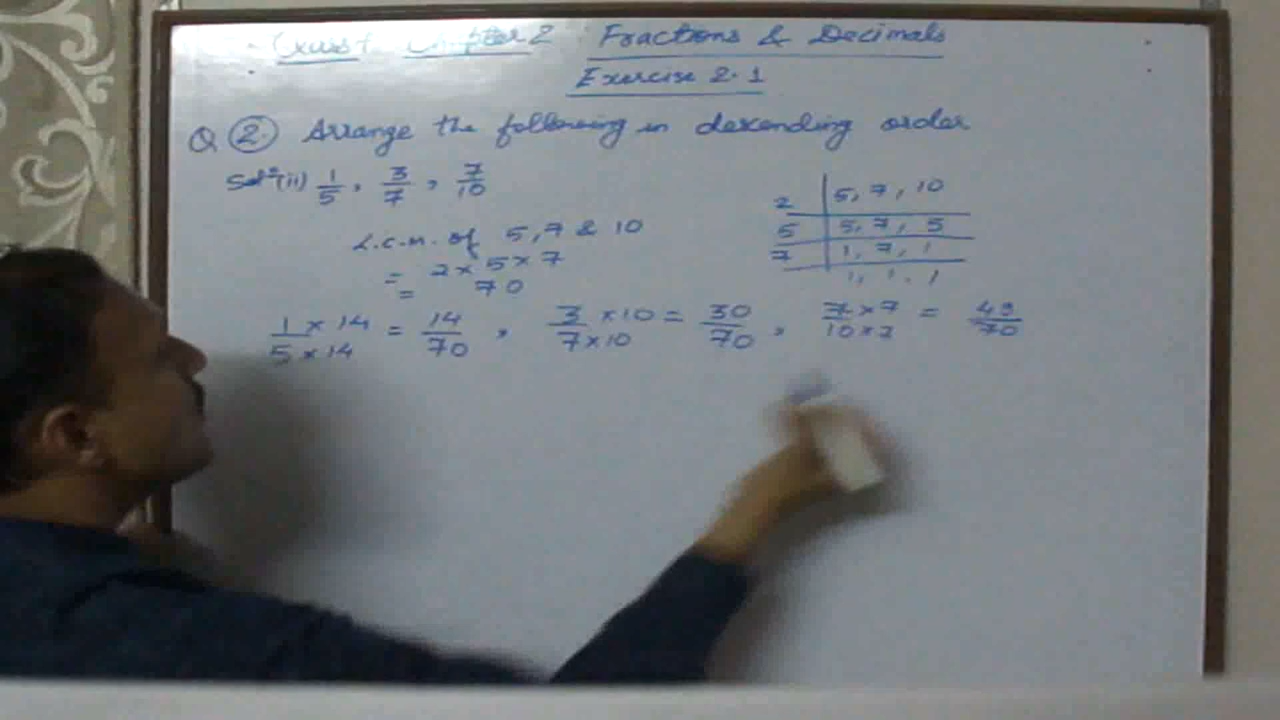 Chapter 2 Fractions & Decimals
Exercise 2.1
Q (2) Arrange the following in descending order
Solⁿ (ii) 1/5, 3/7, 7/10
L.C.M. of 5, 7 & 10
= 2 × 5 × 7
= 70
2 | 5, 7, 10
5 | 5, 7, 5
7 | 1, 7, 1
1, 1, 1
1 × 14 / 5 × 14 = 14/70, 3 × 10 / 7 × 10 = 30/70, 7 × 7 / 10 × 7 = 49/70